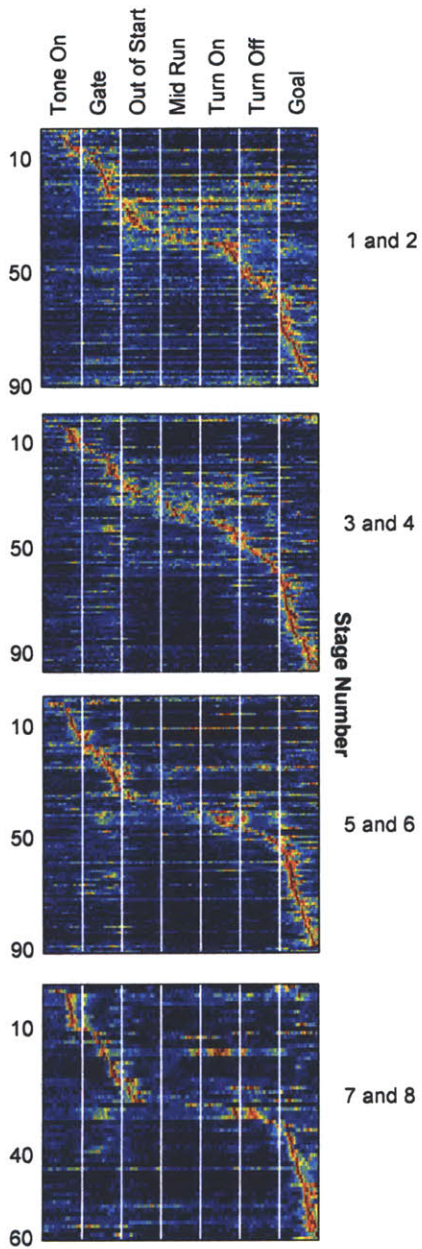 Tone On
Gate
Out of Start
Mid Run
Turn On
Turn Off
Goal
10
50
90
1 and 2
10
50
90
3 and 4
Stage Number
10
50
90
5 and 6
10
40
60
7 and 8